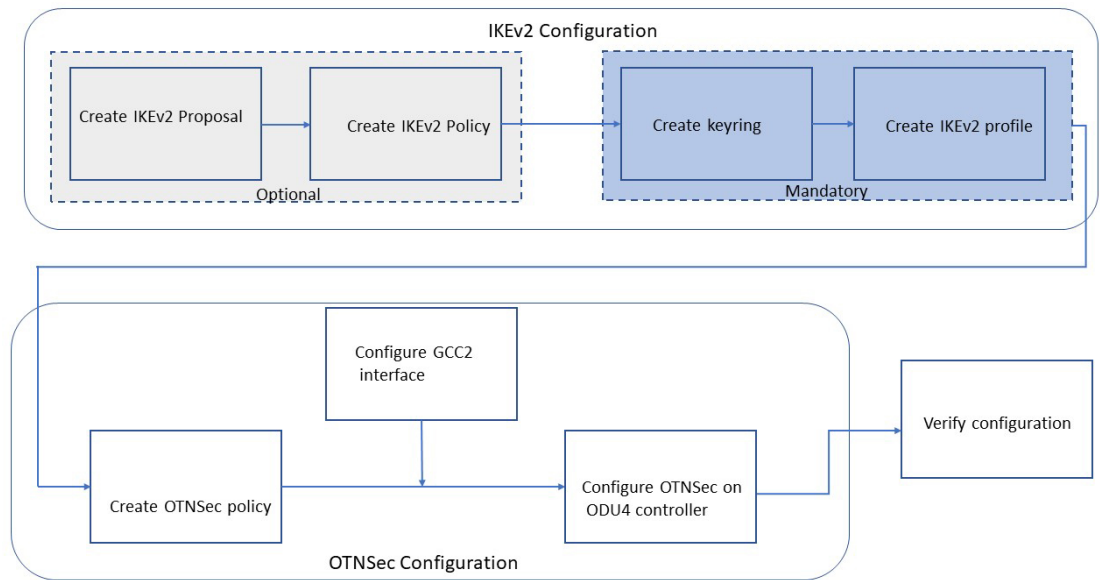 IKEv2 Configuration
Create IKEv2 Proposal
Create IKEv2 Policy
Create keyring
Create IKEv2 profile
Optional
Mandatory
Configure GCC2
interface
Create OTNSec policy
Configure OTNSec on
ODU4 controller
Verify configuration
OTNSec Configuration